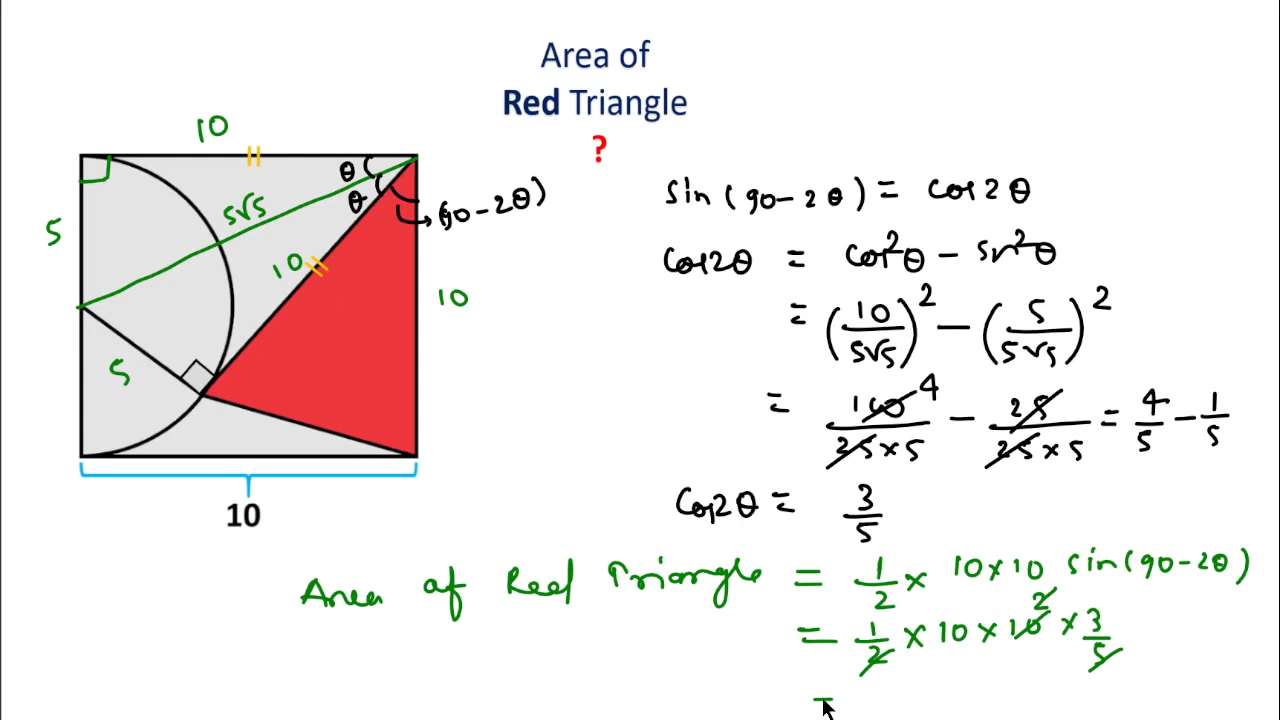 Area of
Red Triangle
?
10
5
5√5
θ
θ
(90-2θ)
10
10
5
10
sin(90-2θ) = cos2θ
cos2θ = cos²θ - sin²θ
= (10/5√5)² - (5/5√5)²
= 100 4/25×5 - 25/25×5 = 4/5 - 1/5
cos2θ = 3/5
Area of Red Triangle = 1/2 × 10×10 sin(90-2θ)
= 1/2 × 10 × 10 2 × 3/5